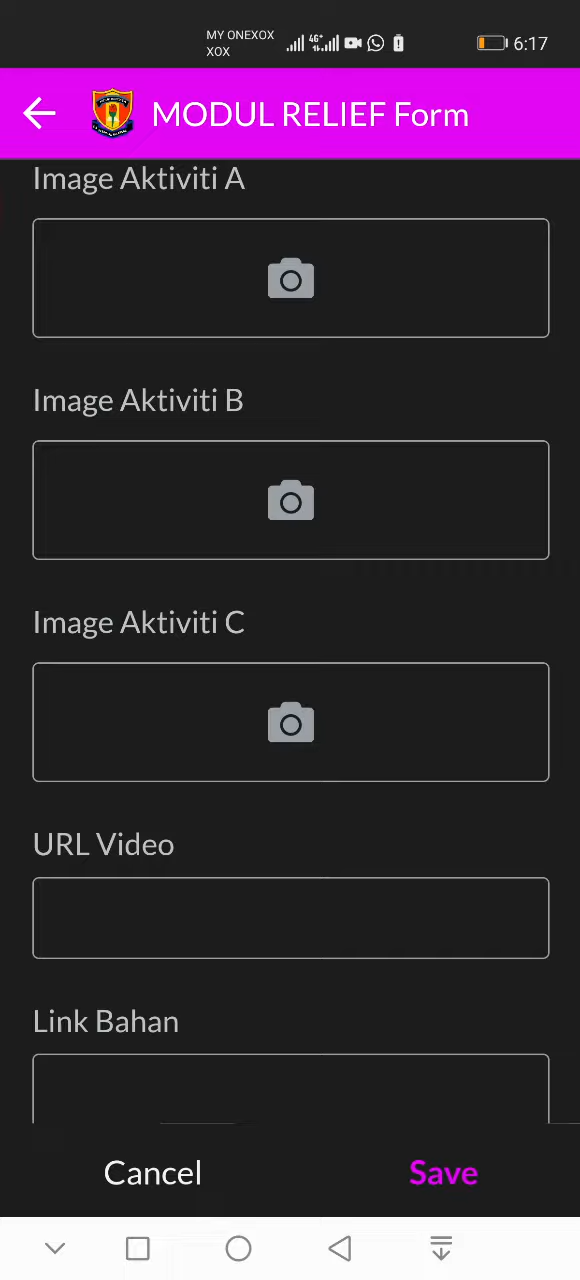 MY ONEXOX
XOX
4G+
6:17
MODUL RELIEF Form
Image Aktiviti A
Image Aktiviti B
Image Aktiviti C
URL Video
Link Bahan
Cancel
Save